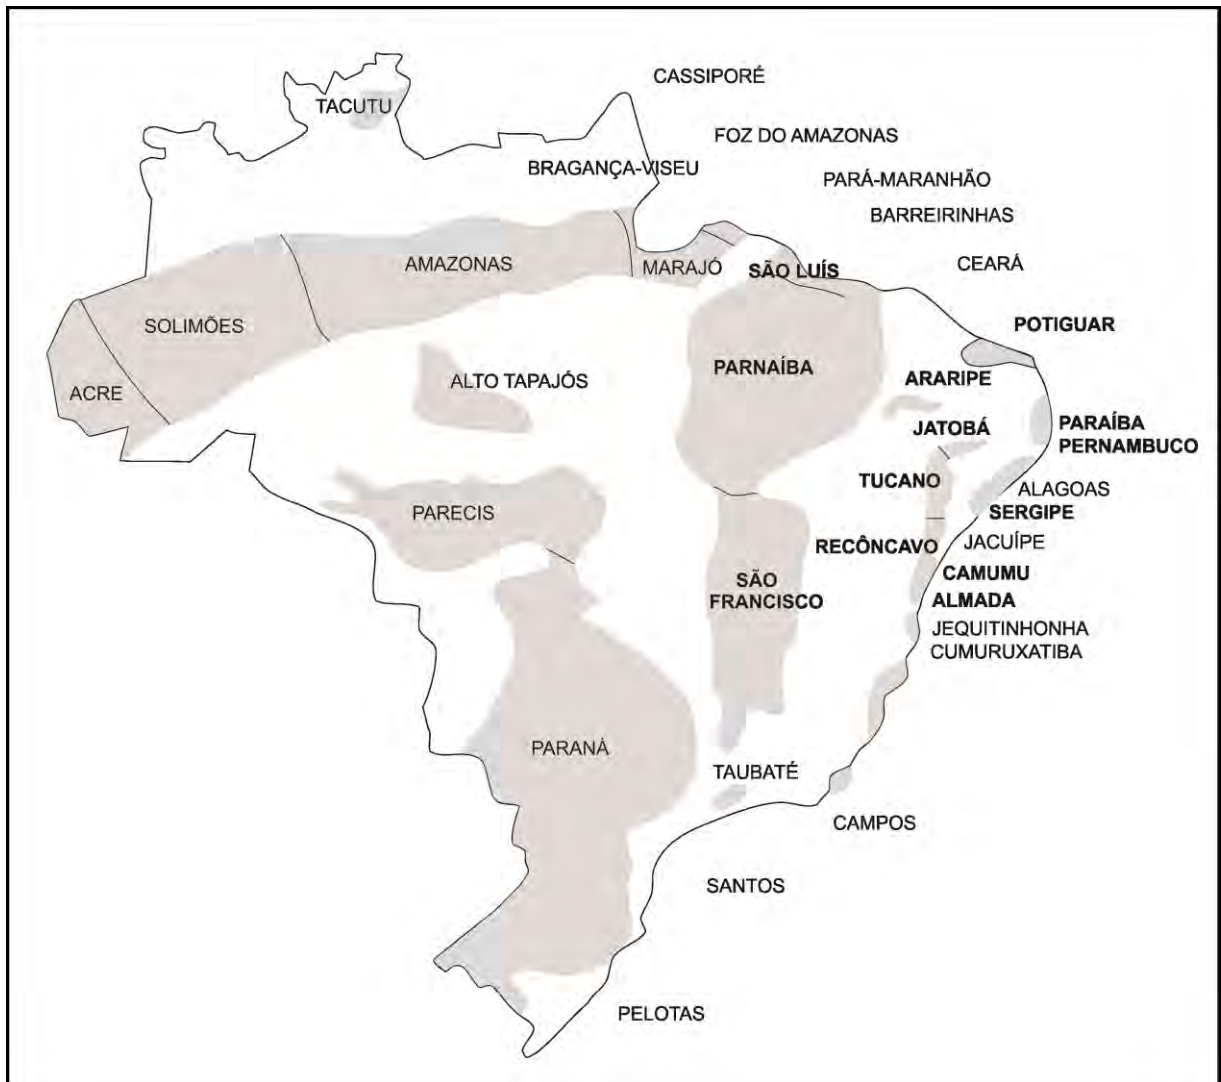 CASSIPORÉ
TACUTU
FOZ DO AMAZONAS
BRAGANÇA-VISEU
PARÁ-MARANHÃO
BARREIRINHAS
AMAZONAS
MARAJÓ
SÃO LUÍS
CEARÁ
SOLIMÕES
POTIGUAR
PARNAÍBA
ARARIPE
ALTO TAPAJÓS
ACRE
JATOBÁ
PARAÍBA
PERNAMBUCO
TUCANO
ALAGOAS
SERGIPE
PARECIS
RECÔNCAVO
JACUÍPE
CAMUMU
SÃO
FRANCISCO
ALMADA
JEQUITINHONHA
CUMURUXATIBA
PARANÁ
TAUBATÉ
CAMPOS
SANTOS
PELOTAS